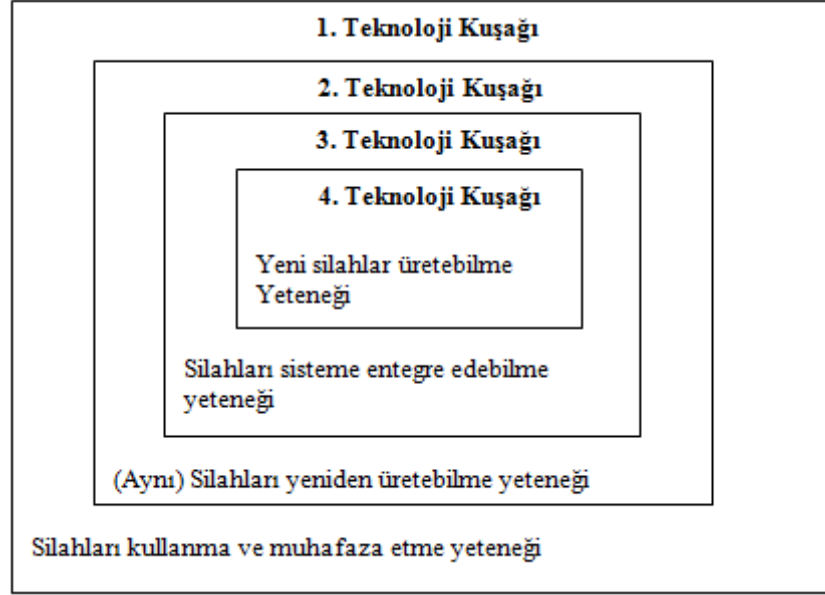 1. Teknoloji Kuşağı
2. Teknoloji Kuşağı
3. Teknoloji Kuşağı
4. Teknoloji Kuşağı
Yeni silahlar üretebilme
Yeteneği
Silahları sisteme entegre edebilme
yeteneği
(Aynı) Silahları yeniden üretebilme yeteneği
Silahları kullanma ve muhafaza etme yeteneği